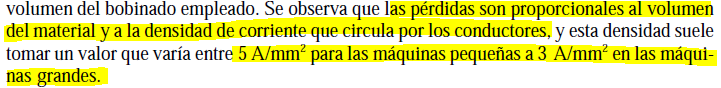 volumen del bobinado empleado. Se observa que las pérdidas son proporcionales al volumen
del material y a la densidad de corriente que circula por los conductores, y esta densidad suele
tomar un valor que varía entre 5 A/mm² para las máquinas pequeñas a 3 A/mm² en las máqui-
nas grandes.